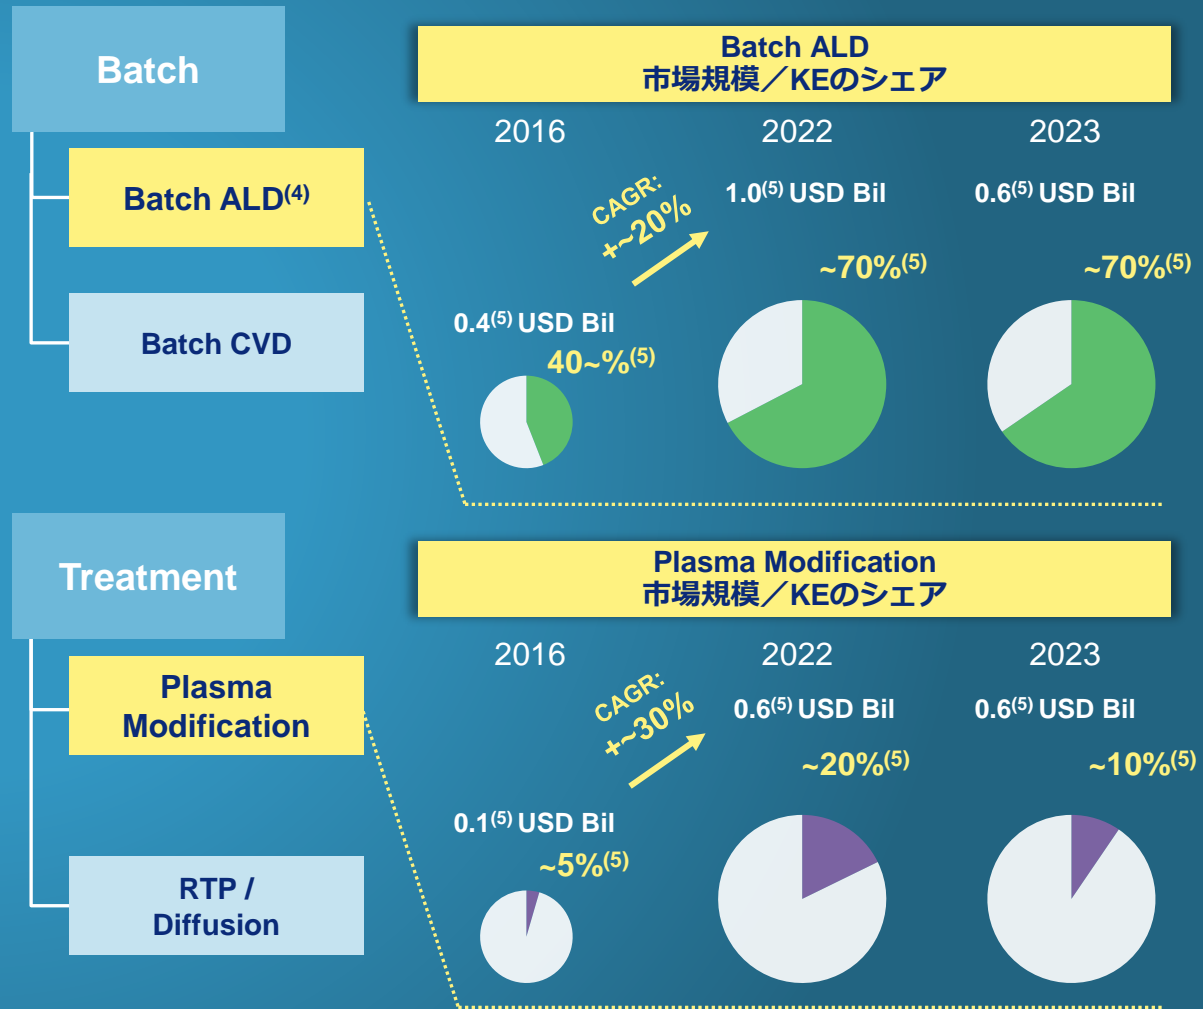 Batch
Batch ALD(4)
Batch CVD
Batch ALD
市場規模／KEのシェア
2016
2022
2023
0.4(5) USD Bil
40~%(5)
CAGR:
+~20%
1.0(5) USD Bil
~70%(5)
0.6(5) USD Bil
~70%(5)
Treatment
Plasma
Modification
RTP /
Diffusion
Plasma Modification
市場規模／KEのシェア
2016
2022
2023
0.1(5) USD Bil
~5%(5)
CAGR:
+~30%
0.6(5) USD Bil
~20%(5)
0.6(5) USD Bil
~10%(5)